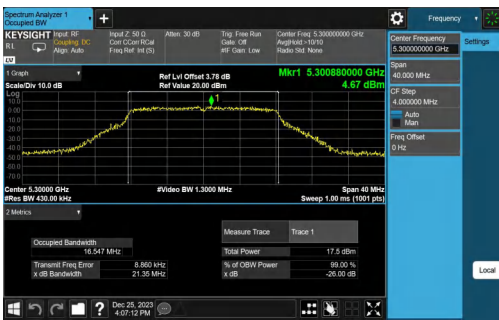 Spectrum Analyzer 1
Occupied BW
+
Frequency
KEYSIGHT
RL
Input: RF
Coupling: DC
Align: Auto
Input Z: 50 Ω
Corr CCorr RCal
Freq Ref: Int (S)
Atten: 30 dB
Trig: Free Run
Gate: Off
#IF Gain: Low
Center Freq: 5.300000000 GHz
Avg|Hold:>10/10
Radio Std: None
LV
1 Graph
Scale/Div 10.0 dB
Ref Lvl Offset 3.78 dB
Ref Value 20.00 dBm
Mkr1 5.300880000 GHz
4.67 dBm
Log
10.0
0.00
-10.0
-20.0
-30.0
-40.0
-50.0
-60.0
-70.0
1
Center 5.30000 GHz
#Res BW 430.00 kHz
#Video BW 1.3000 MHz
Span 40 MHz
Sweep 1.00 ms (1001 pts)
2 Metrics
Measure Trace
Trace 1
Occupied Bandwidth
16.547 MHz
Total Power
17.5 dBm
Transmit Freq Error
8.860 kHz
% of OBW Power
99.00 %
x dB Bandwidth
21.35 MHz
x dB
-26.00 dB
Center Frequency
5.300000000 GHz
Settings
Span
40.000 MHz
CF Step
4.000000 MHz
Auto
Man
Freq Offset
0 Hz
Local
?
Dec 25, 2023
4:07:12 PM